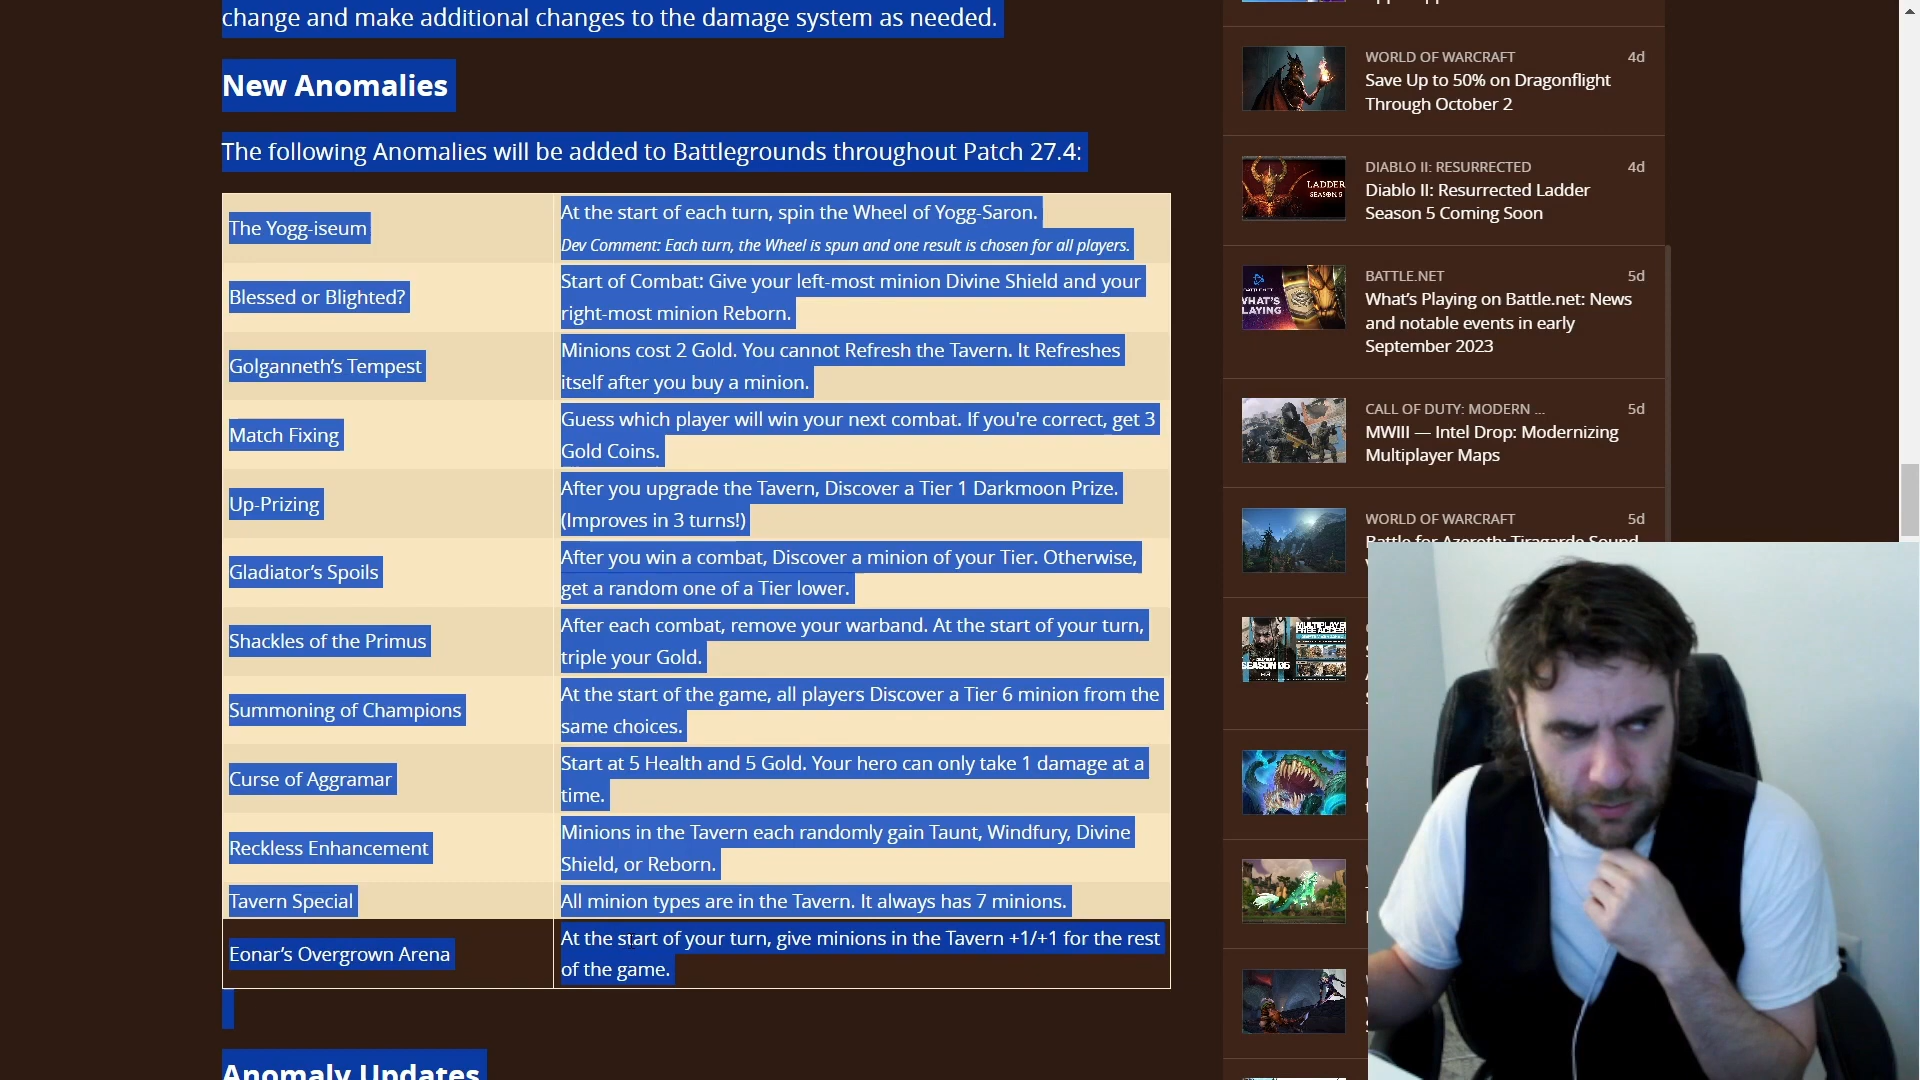 change and make additional changes to the damage system as needed.
New Anomalies
The following Anomalies will be added to Battlegrounds throughout Patch 27.4:
The Yogg-iseum
At the start of each turn, spin the Wheel of Yogg-Saron.
Dev Comment: Each turn, the Wheel is spun and one result is chosen for all players.
Blessed or Blighted?
Start of Combat: Give your left-most minion Divine Shield and your
right-most minion Reborn.
Golganneth’s Tempest
Minions cost 2 Gold. You cannot Refresh the Tavern. It Refreshes
itself after you buy a minion.
Match Fixing
Guess which player will win your next combat. If you're correct, get 3
Gold Coins.
Up-Prizing
After you upgrade the Tavern, Discover a Tier 1 Darkmoon Prize.
(Improves in 3 turns!)
Gladiator’s Spoils
After you win a combat, Discover a minion of your Tier. Otherwise,
get a random one of a Tier lower.
Shackles of the Primus
After each combat, remove your warband. At the start of your turn,
triple your Gold.
Summoning of Champions
At the start of the game, all players Discover a Tier 6 minion from the
same choices.
Curse of Aggramar
Start at 5 Health and 5 Gold. Your hero can only take 1 damage at a
time.
Reckless Enhancement
Minions in the Tavern each randomly gain Taunt, Windfury, Divine
Shield, or Reborn.
Tavern Special
All minion types are in the Tavern. It always has 7 minions.
Eonar’s Overgrown Arena
At the start of your turn, give minions in the Tavern +1/+1 for the rest
of the game.
Anomaly Updates
WORLD OF WARCRAFT 4d
Save Up to 50% on Dragonflight
Through October 2
LADDER
SEASON 5
DIABLO II: RESURRECTED 4d
Diablo II: Resurrected Ladder
Season 5 Coming Soon
WHAT'S
PLAYING
BATTLE.NET 5d
What’s Playing on Battle.net: News
and notable events in early
September 2023
CALL OF DUTY: MODERN ... 5d
MWIII — Intel Drop: Modernizing
Multiplayer Maps
WORLD OF WARCRAFT 5d
Battle for Azeroth: Tiragarde Sound
MULTIPLAYER
FREE ACCESS
SEASON 05